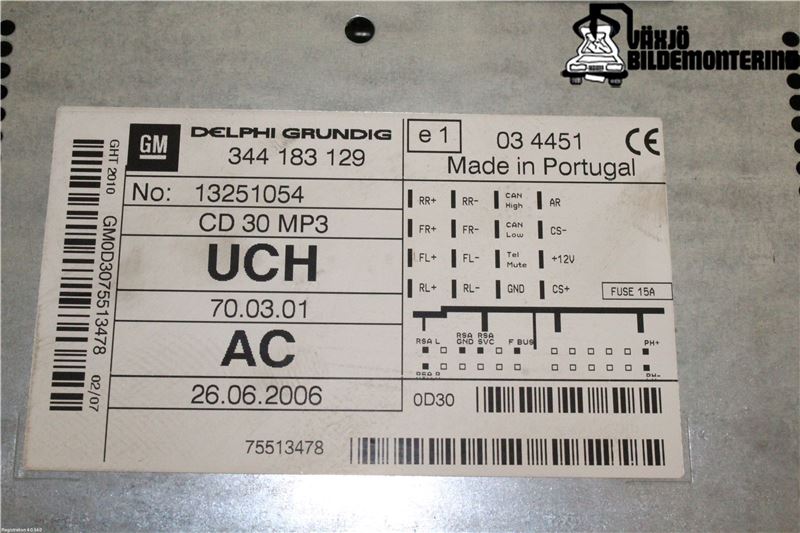 VÄXJÖ
BILDEMONTERING
GM DELPHI GRUNDIG
344 183 129
e 1 03 4451 CE
Made in Portugal
No: 13251054
CD 30 MP3
UCH
70.03.01
AC
26.06.2006
RR+ RR- CAN High AR
FR+ FR- CAN Low CS-
FL+ FL- Tel Mute +12V
RL+ RL- GND CS+
FUSE 15A
RSA L RSA GND RSA SVC F BUS PH+
RSA R PH-
0D30
75513478
GHT 2010
GM0D3075513478
02/07